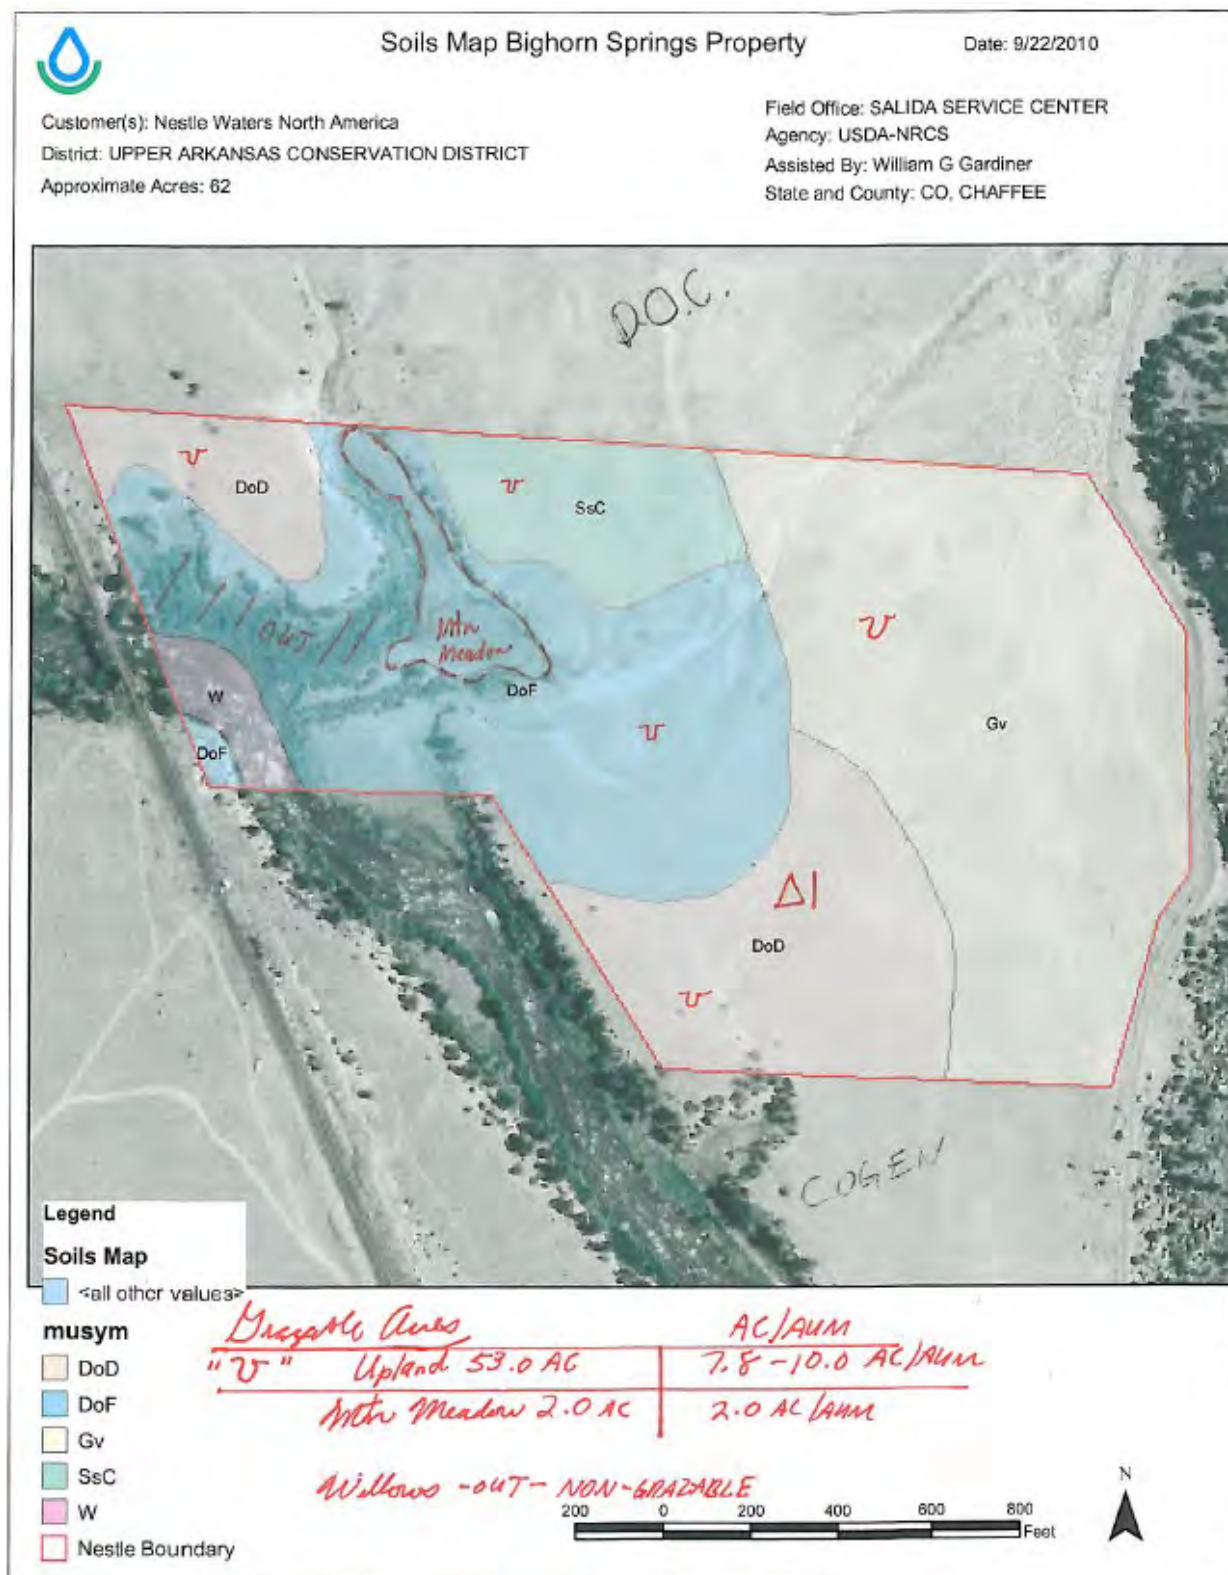 Soils Map Bighorn Springs Property
Date: 9/22/2010
Customer(s): Nestle Waters North America
District: UPPER ARKANSAS CONSERVATION DISTRICT
Approximate Acres: 62
Field Office: SALIDA SERVICE CENTER
Agency: USDA-NRCS
Assisted By: William G Gardiner
State and County: CO, CHAFFEE
D.O.C.
v
DoD
v
SsC
OUT
Mtn
Meadow
v
W
DoF
DoF
v
Gv
Δ1
DoD
v
COGEN
Legend
Soils Map
<all other values>
musym
DoD
DoF
Gv
SsC
W
Nestle Boundary
Grazable Acres AC/AUM
"V" Upland 53.0 AC 7.8-10.0 AC/AUM
Mtn Meadow 2.0 AC 2.0 AC/AUM
Willows -OUT- NON-GRAZABLE
200 0 200 400 600 800
Feet
N